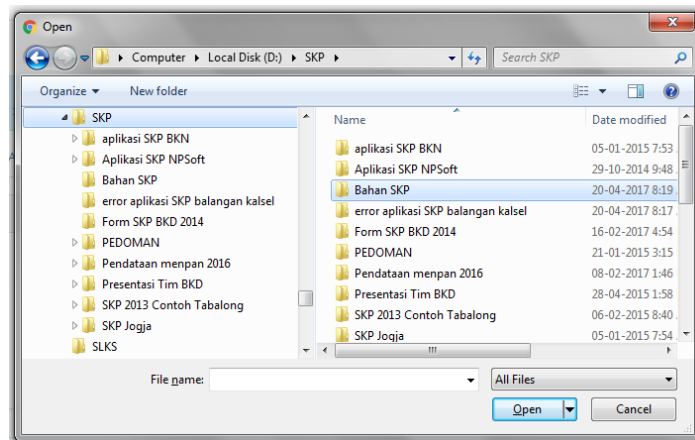 Open
Computer Local Disk (D:) SKP
Search SKP
Organize New folder
SKP
aplikasi SKP BKN
Aplikasi SKP NPSoft
Bahan SKP
error aplikasi SKP balangan kalsel
Form SKP BKD 2014
PEDOMAN
Pendataan menpan 2016
Presentasi Tim BKD
SKP 2013 Contoh Tabalong
SKP Jogja
SLKS
Name Date modified
aplikasi SKP BKN 05-01-2015 7:53
Aplikasi SKP NPSoft 29-10-2014 9:48
Bahan SKP 20-04-2017 8:19
error aplikasi SKP balangan kalsel 20-04-2017 8:17
Form SKP BKD 2014 16-02-2017 4:54
PEDOMAN 21-01-2015 3:15
Pendataan menpan 2016 08-02-2017 1:46
Presentasi Tim BKD 28-04-2015 1:58
SKP 2013 Contoh Tabalong 06-02-2015 8:40
SKP Jogja 05-01-2015 7:54
File name: All Files
Open Cancel